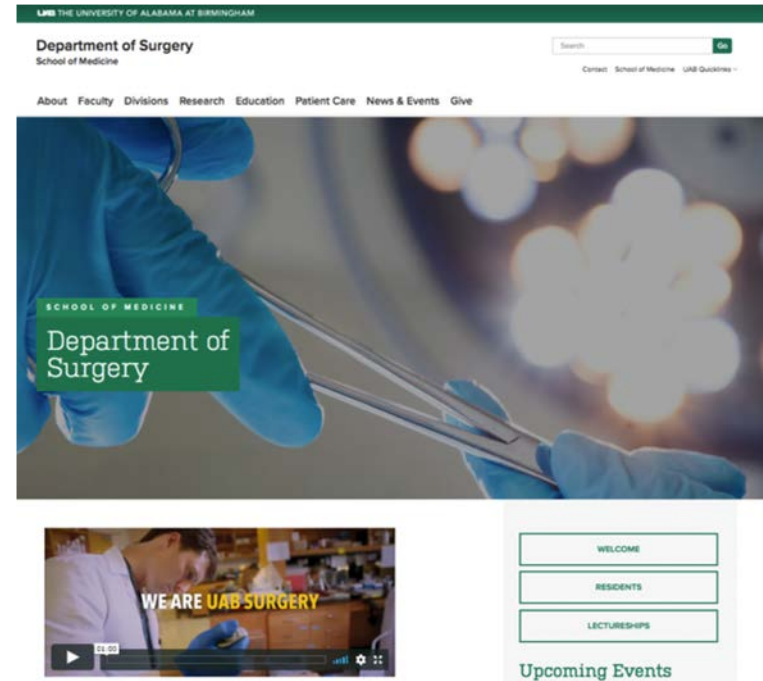 UAB THE UNIVERSITY OF ALABAMA AT BIRMINGHAM
Department of Surgery
School of Medicine
Search
Go
Contact School of Medicine UAB Quicklinks
About Faculty Divisions Research Education Patient Care News & Events Give
SCHOOL OF MEDICINE
Department of
Surgery
WE ARE UAB SURGERY
01:00
WELCOME
RESIDENTS
LECTURESHIPS
Upcoming Events